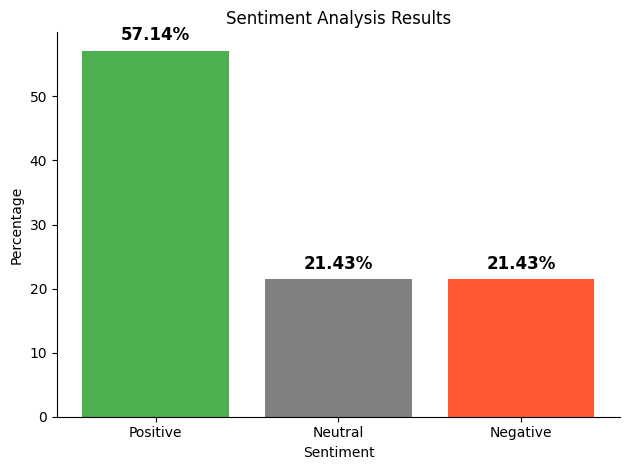 Sentiment Analysis Results
57.14%
21.43%
21.43%
Percentage
50
40
30
20
10
0
Positive
Neutral
Negative
Sentiment